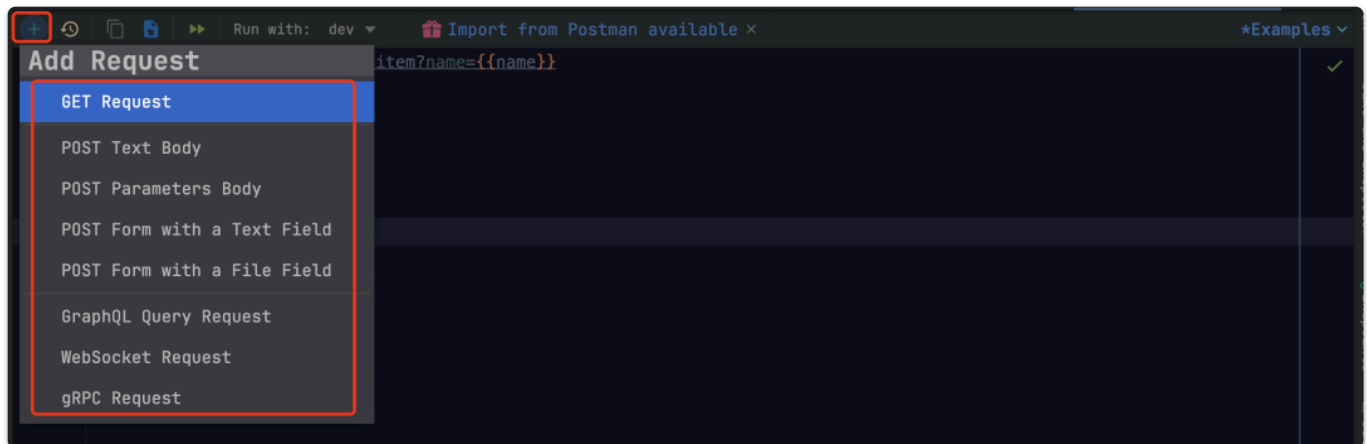 Run with: dev Import from Postman available × *Examples
Add Request
item?name={{name}}
GET Request
POST Text Body
POST Parameters Body
POST Form with a Text Field
POST Form with a File Field
GraphQL Query Request
WebSocket Request
gRPC Request